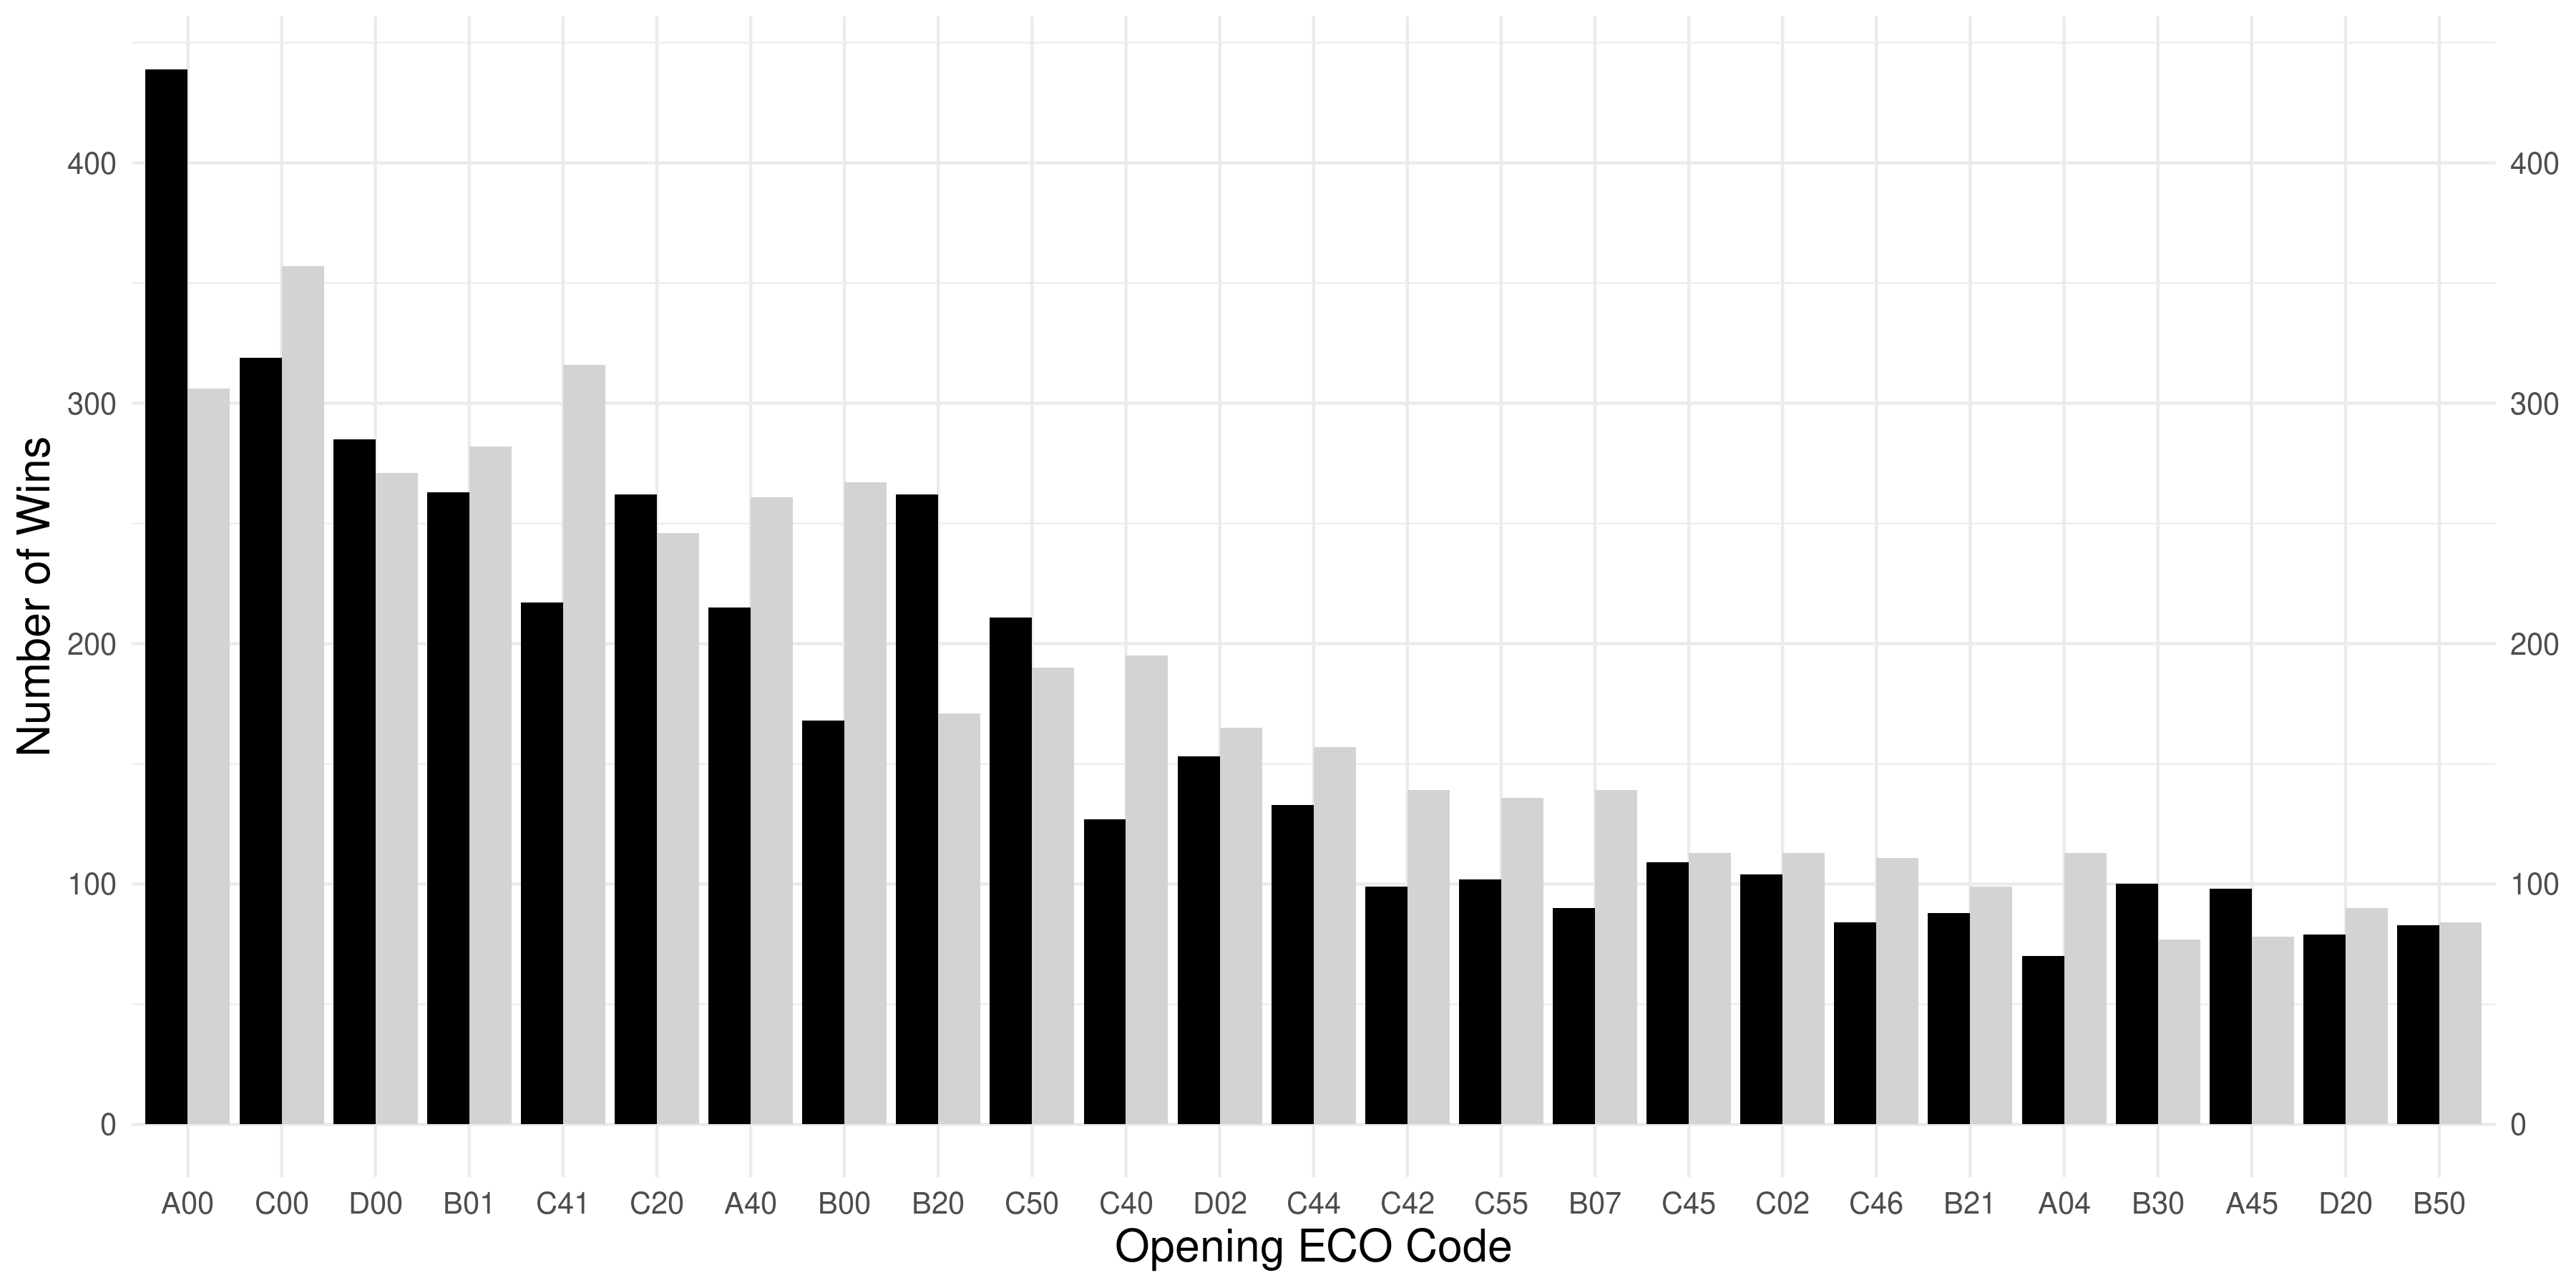 400 400
300 300
200 200
100 100
0 0
Number of Wins
A00 C00 D00 B01 C41 C20 A40 B00 B20 C50 C40 D02 C44 C42 C55 B07 C45 C02 C46 B21 A04 B30 A45 D20 B50
Opening ECO Code